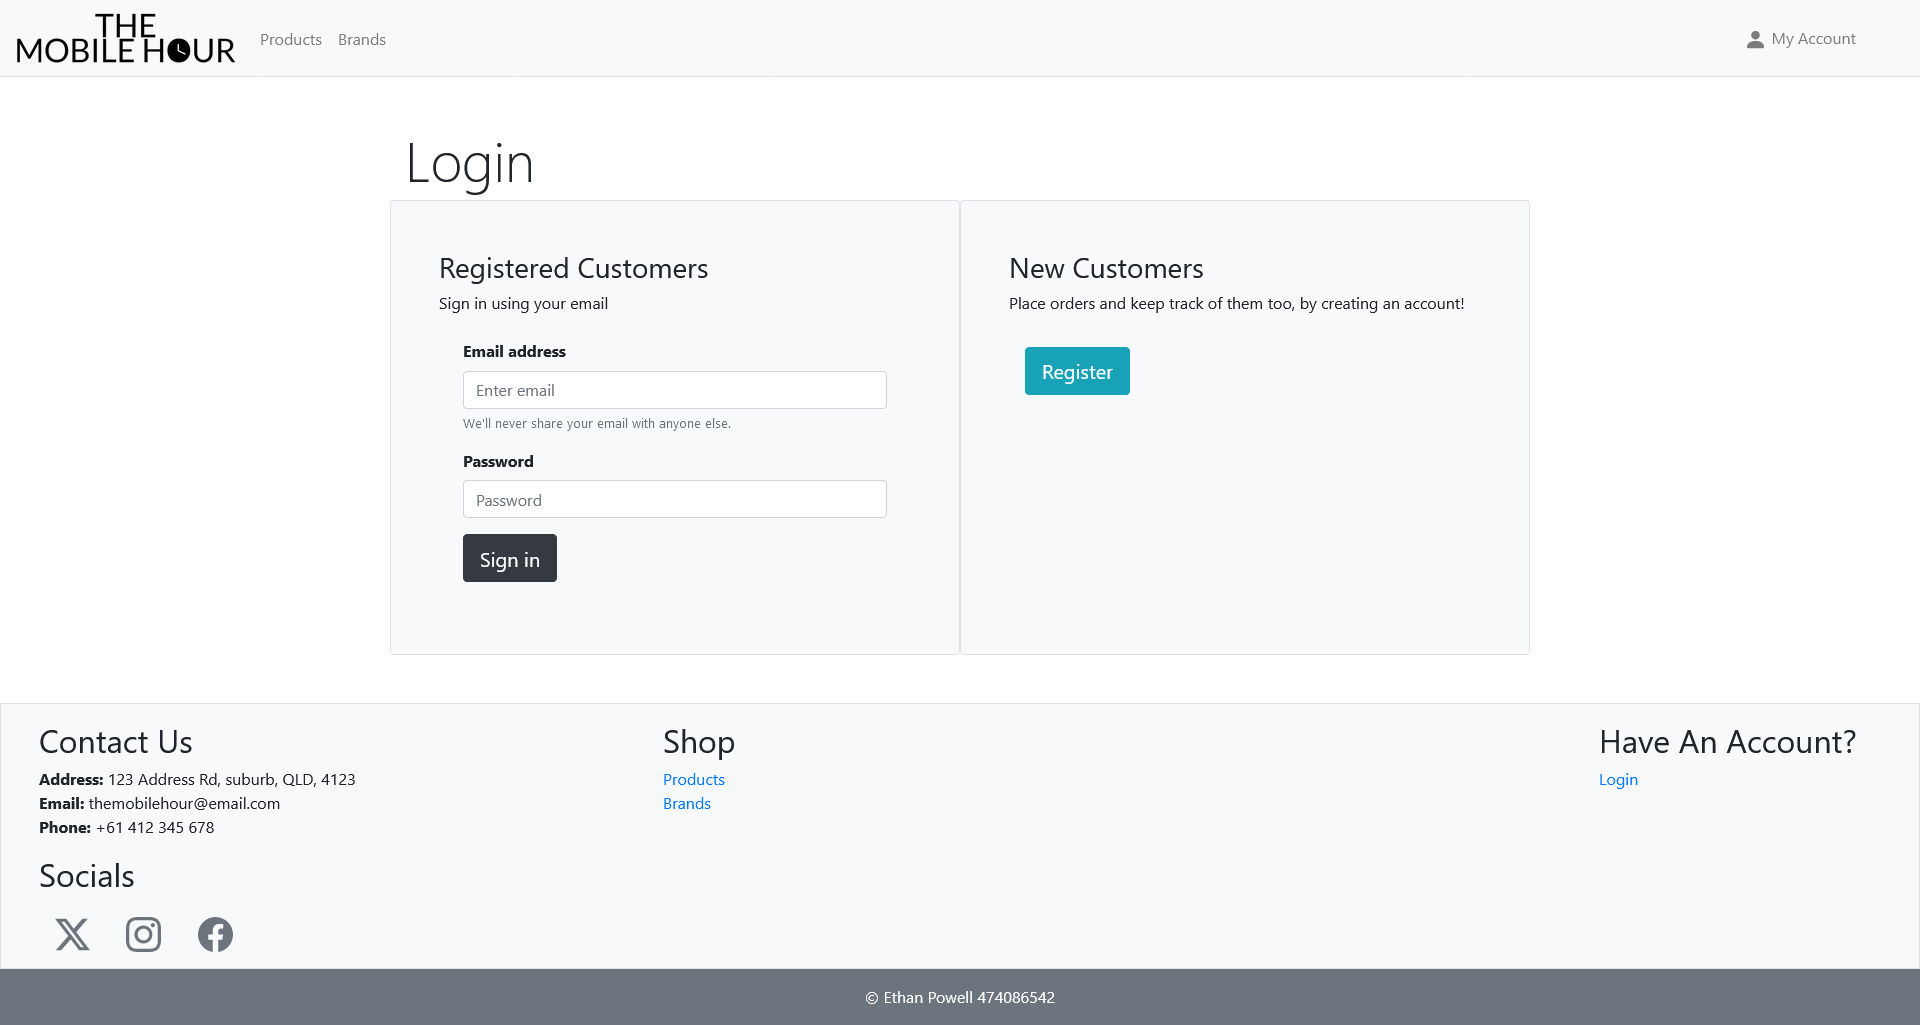 THE
MOBILE HOUR
Products
Brands
My Account
Login
Registered Customers
Sign in using your email
Email address
Enter email
We'll never share your email with anyone else.
Password
Password
Sign in
New Customers
Place orders and keep track of them too, by creating an account!
Register
Contact Us
Address: 123 Address Rd, suburb, QLD, 4123
Email: themobilehour@email.com
Phone: +61 412 345 678
Socials
Shop
Products
Brands
Have An Account?
Login
© Ethan Powell 474086542